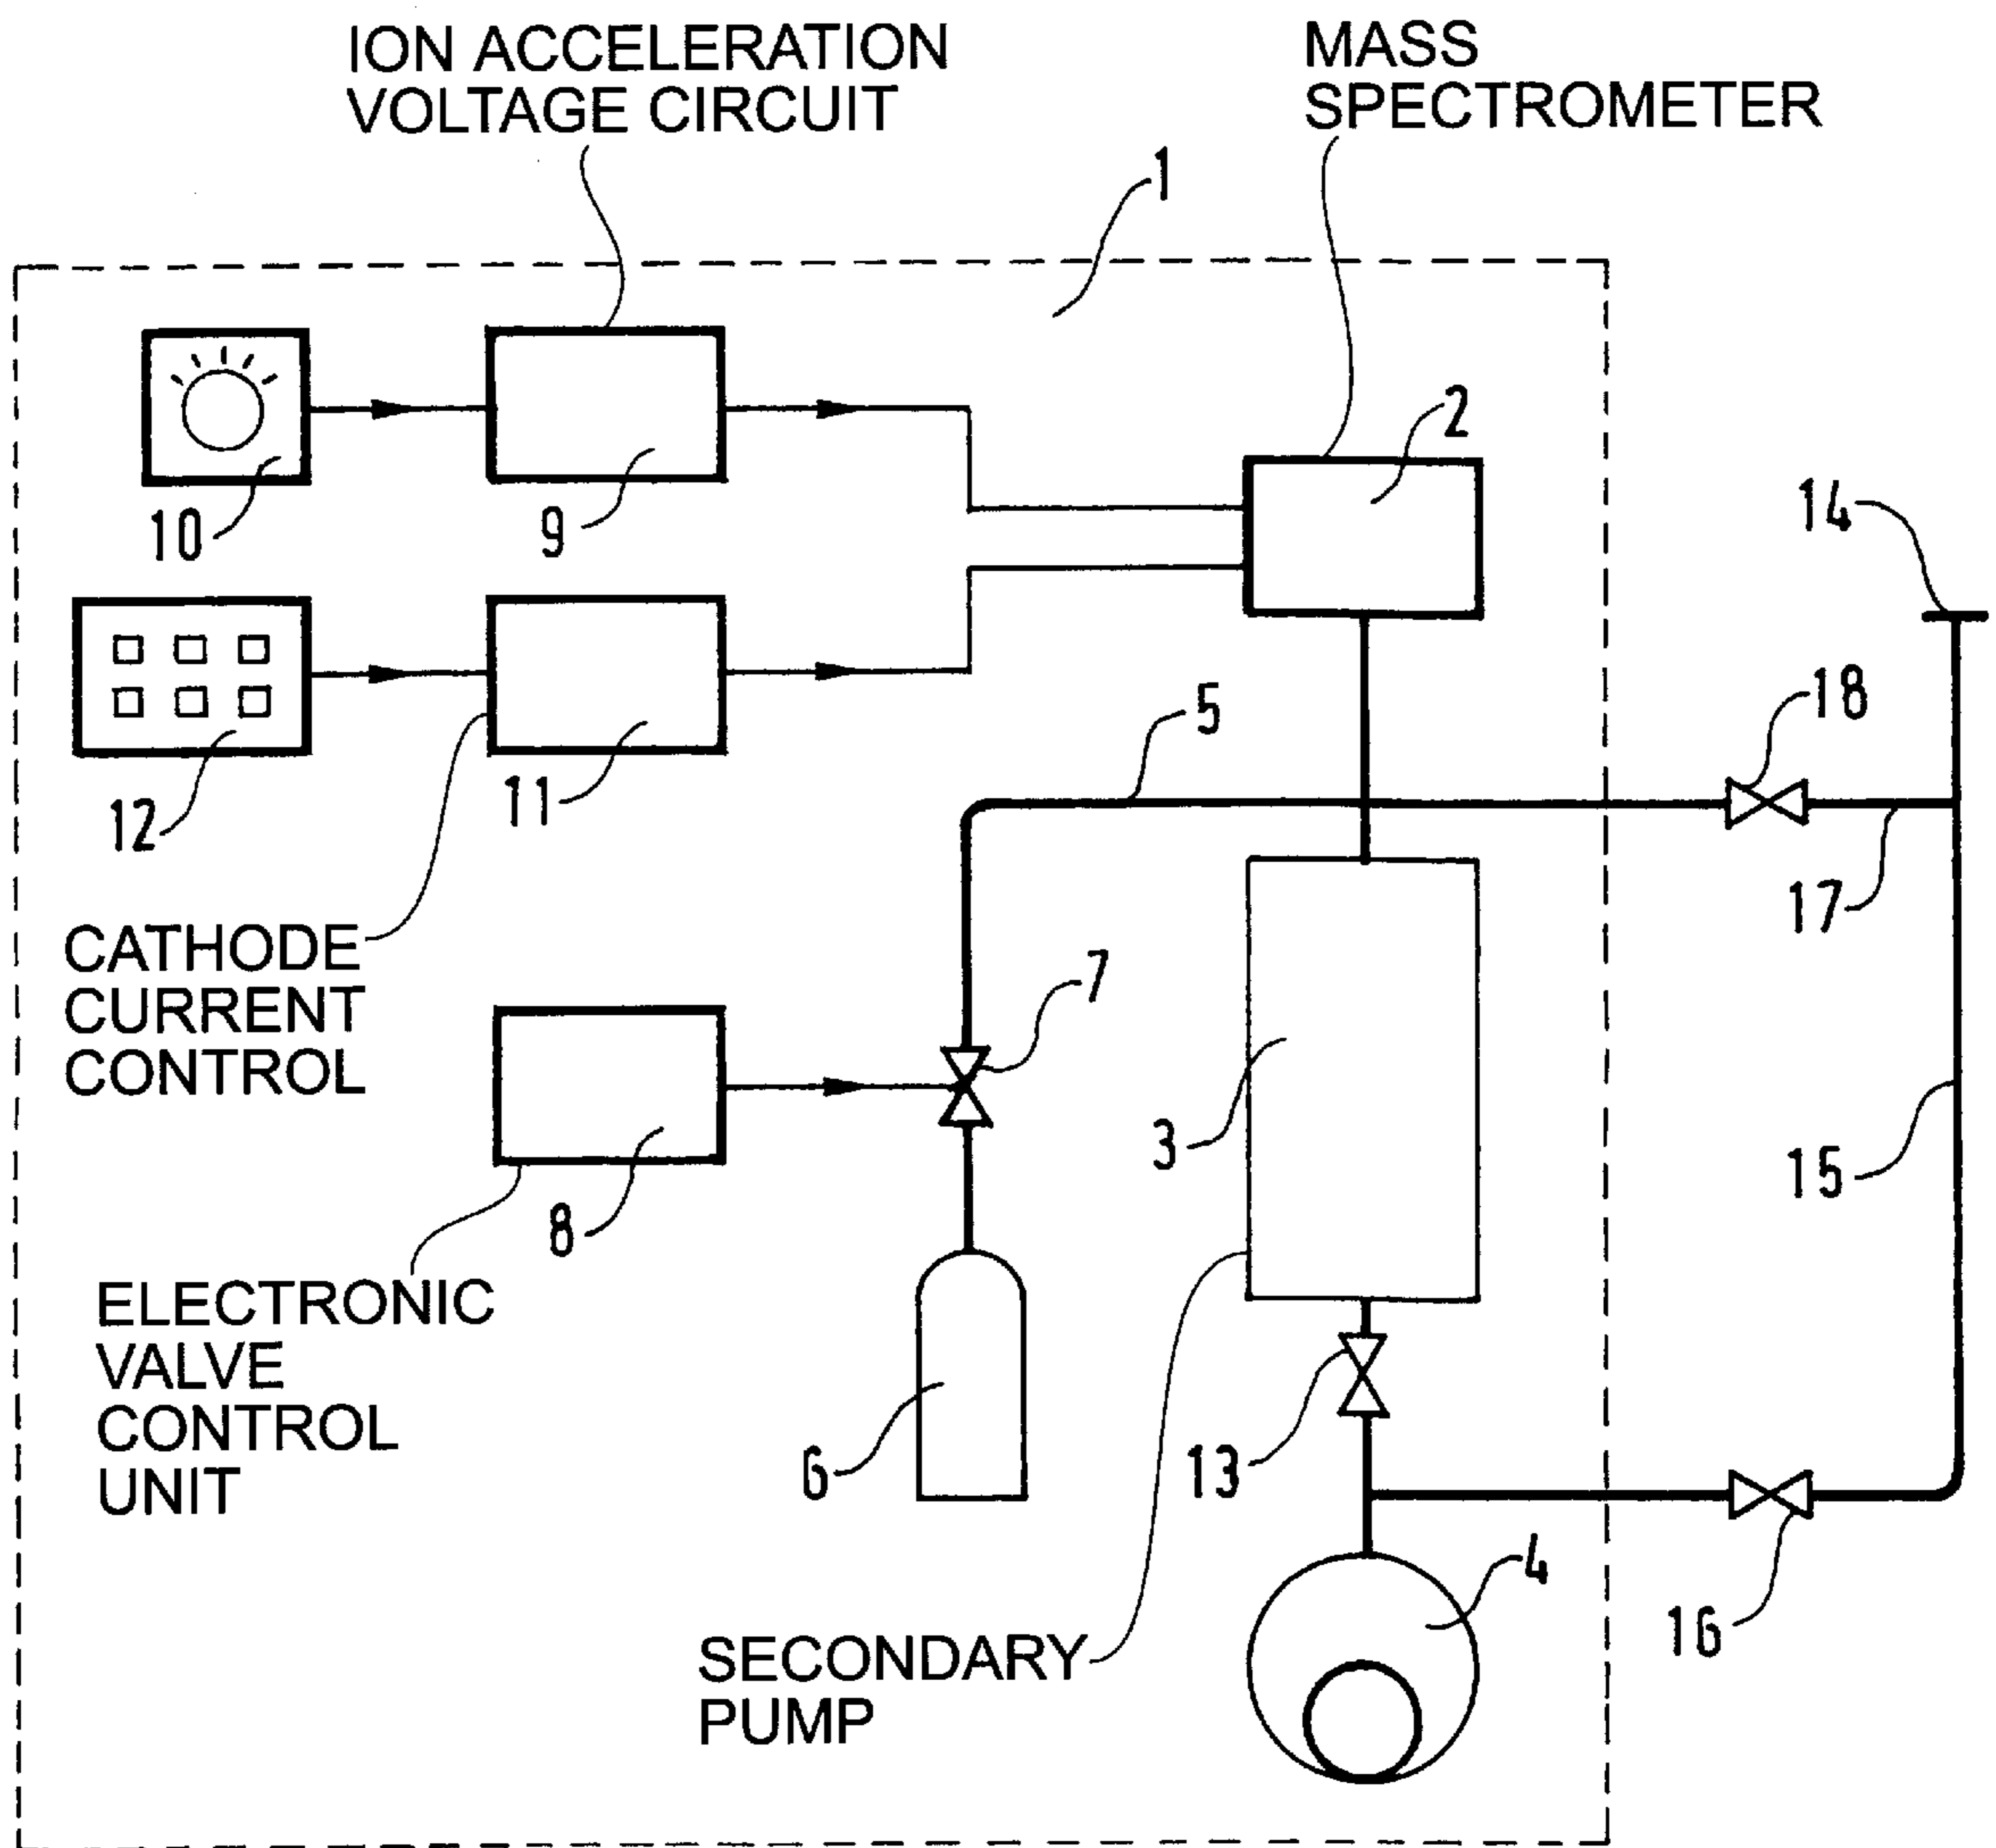 ION ACCELERATION
VOLTAGE CIRCUIT
MASS
SPECTROMETER
1
2
10
9
14
12
11
5
18
17
CATHODE
CURRENT
CONTROL
7
3
15
8
ELECTRONIC
VALVE
CONTROL
UNIT
6
13
4
16
SECONDARY
PUMP